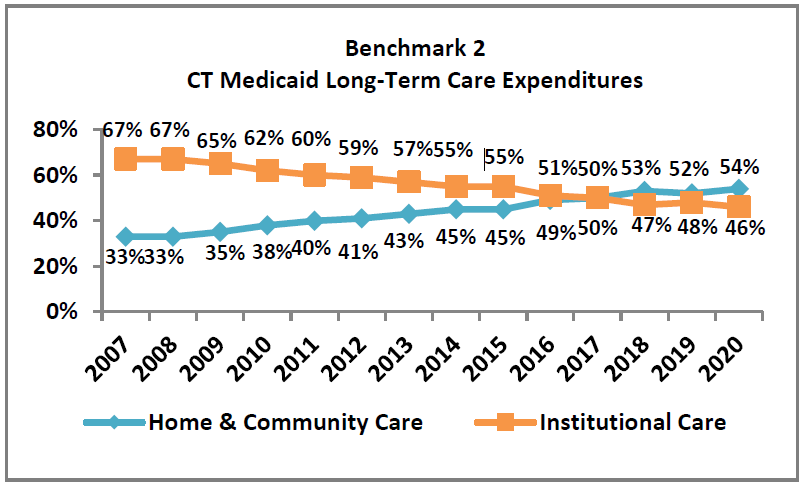 Benchmark 2
CT Medicaid Long-Term Care Expenditures
80%
60%
40%
20%
0%
67% 67% 65% 62% 60% 59% 57% 55% 55% 51% 50% 53% 52% 54%
33% 33% 35% 38% 40% 41% 43% 45% 45% 49% 50% 47% 48% 46%
2007 2008 2009 2010 2011 2012 2013 2014 2015 2016 2017 2018 2019 2020
Home & Community Care Institutional Care